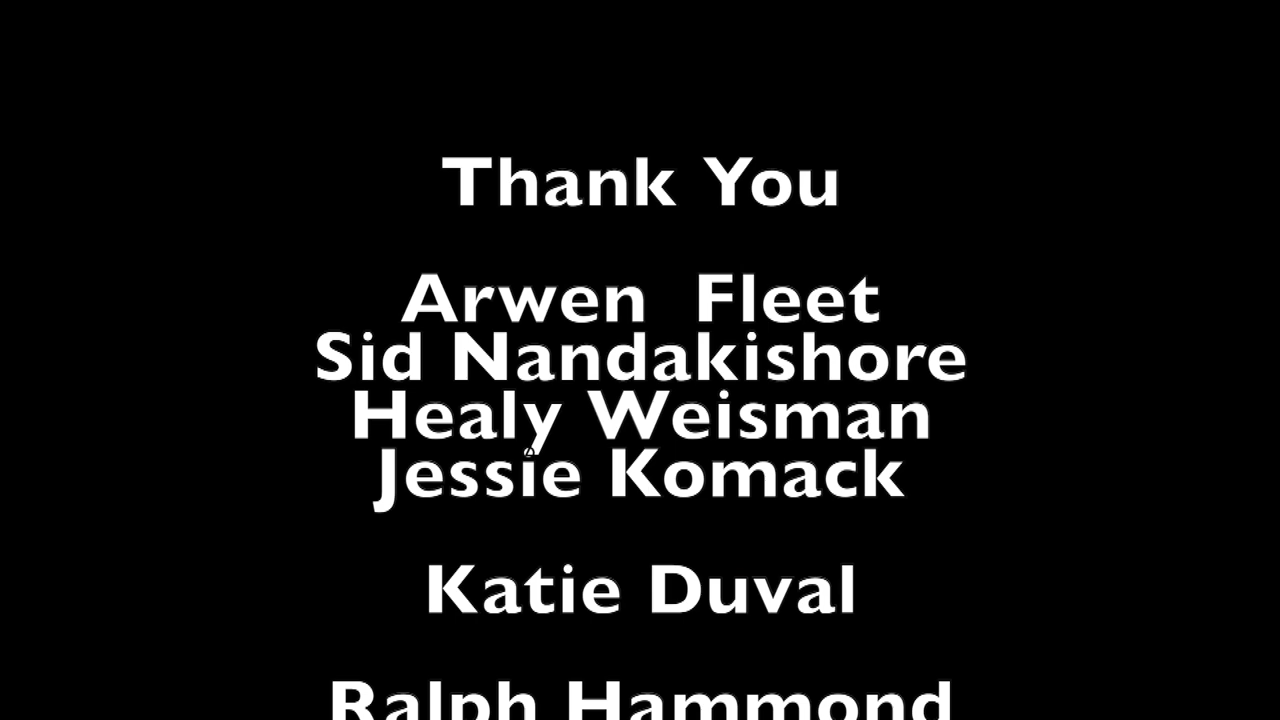 Thank You
Arwen Fleet
Sid Nandakishore
Healy Weisman
Jessie Komack
Katie Duval
Ralph Hammond